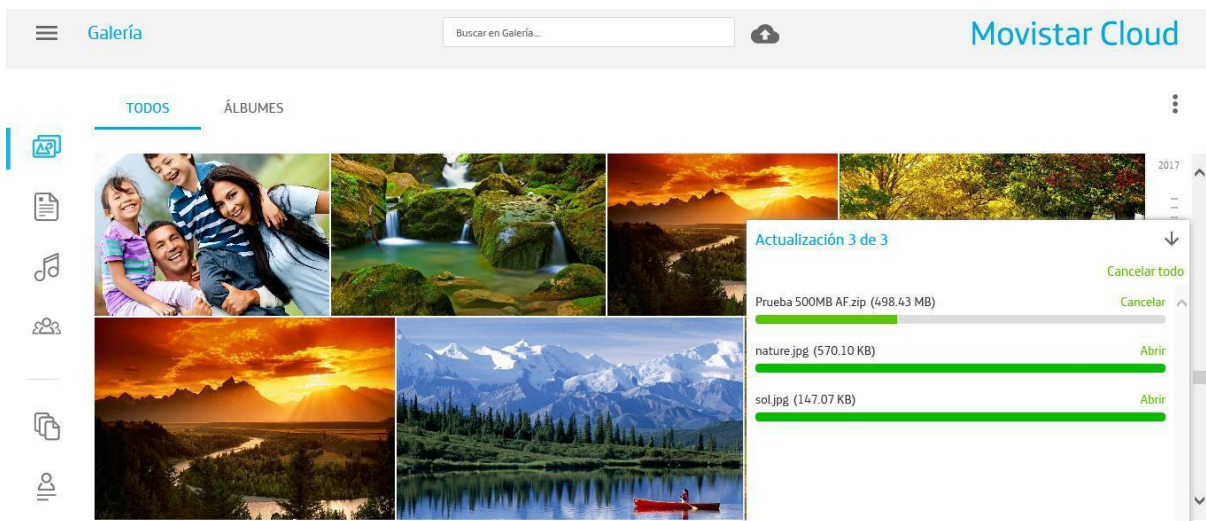 Galería
Buscar en Galería...
Movistar Cloud
TODOS
ÁLBUMES
2017
Actualización 3 de 3
Cancelar todo
Prueba 500MB AF.zip (498.43 MB)
Cancelar
nature.jpg (570.10 KB)
Abrir
sol.jpg (147.07 KB)
Abrir